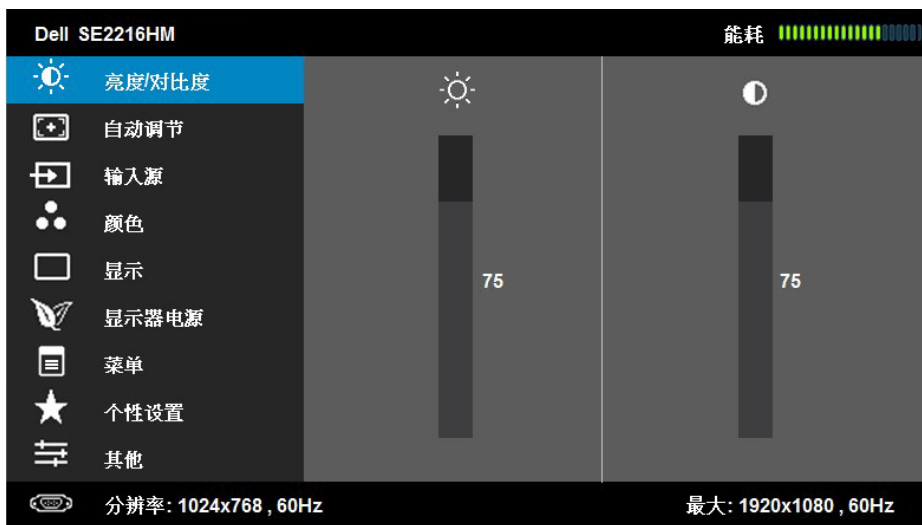 Dell SE2216HM 能耗
亮度/对比度
自动调节
输入源
颜色
显示
75 75
显示器电源
菜单
个性设置
其他
分辨率: 1024x768 , 60Hz 最大: 1920x1080 , 60Hz